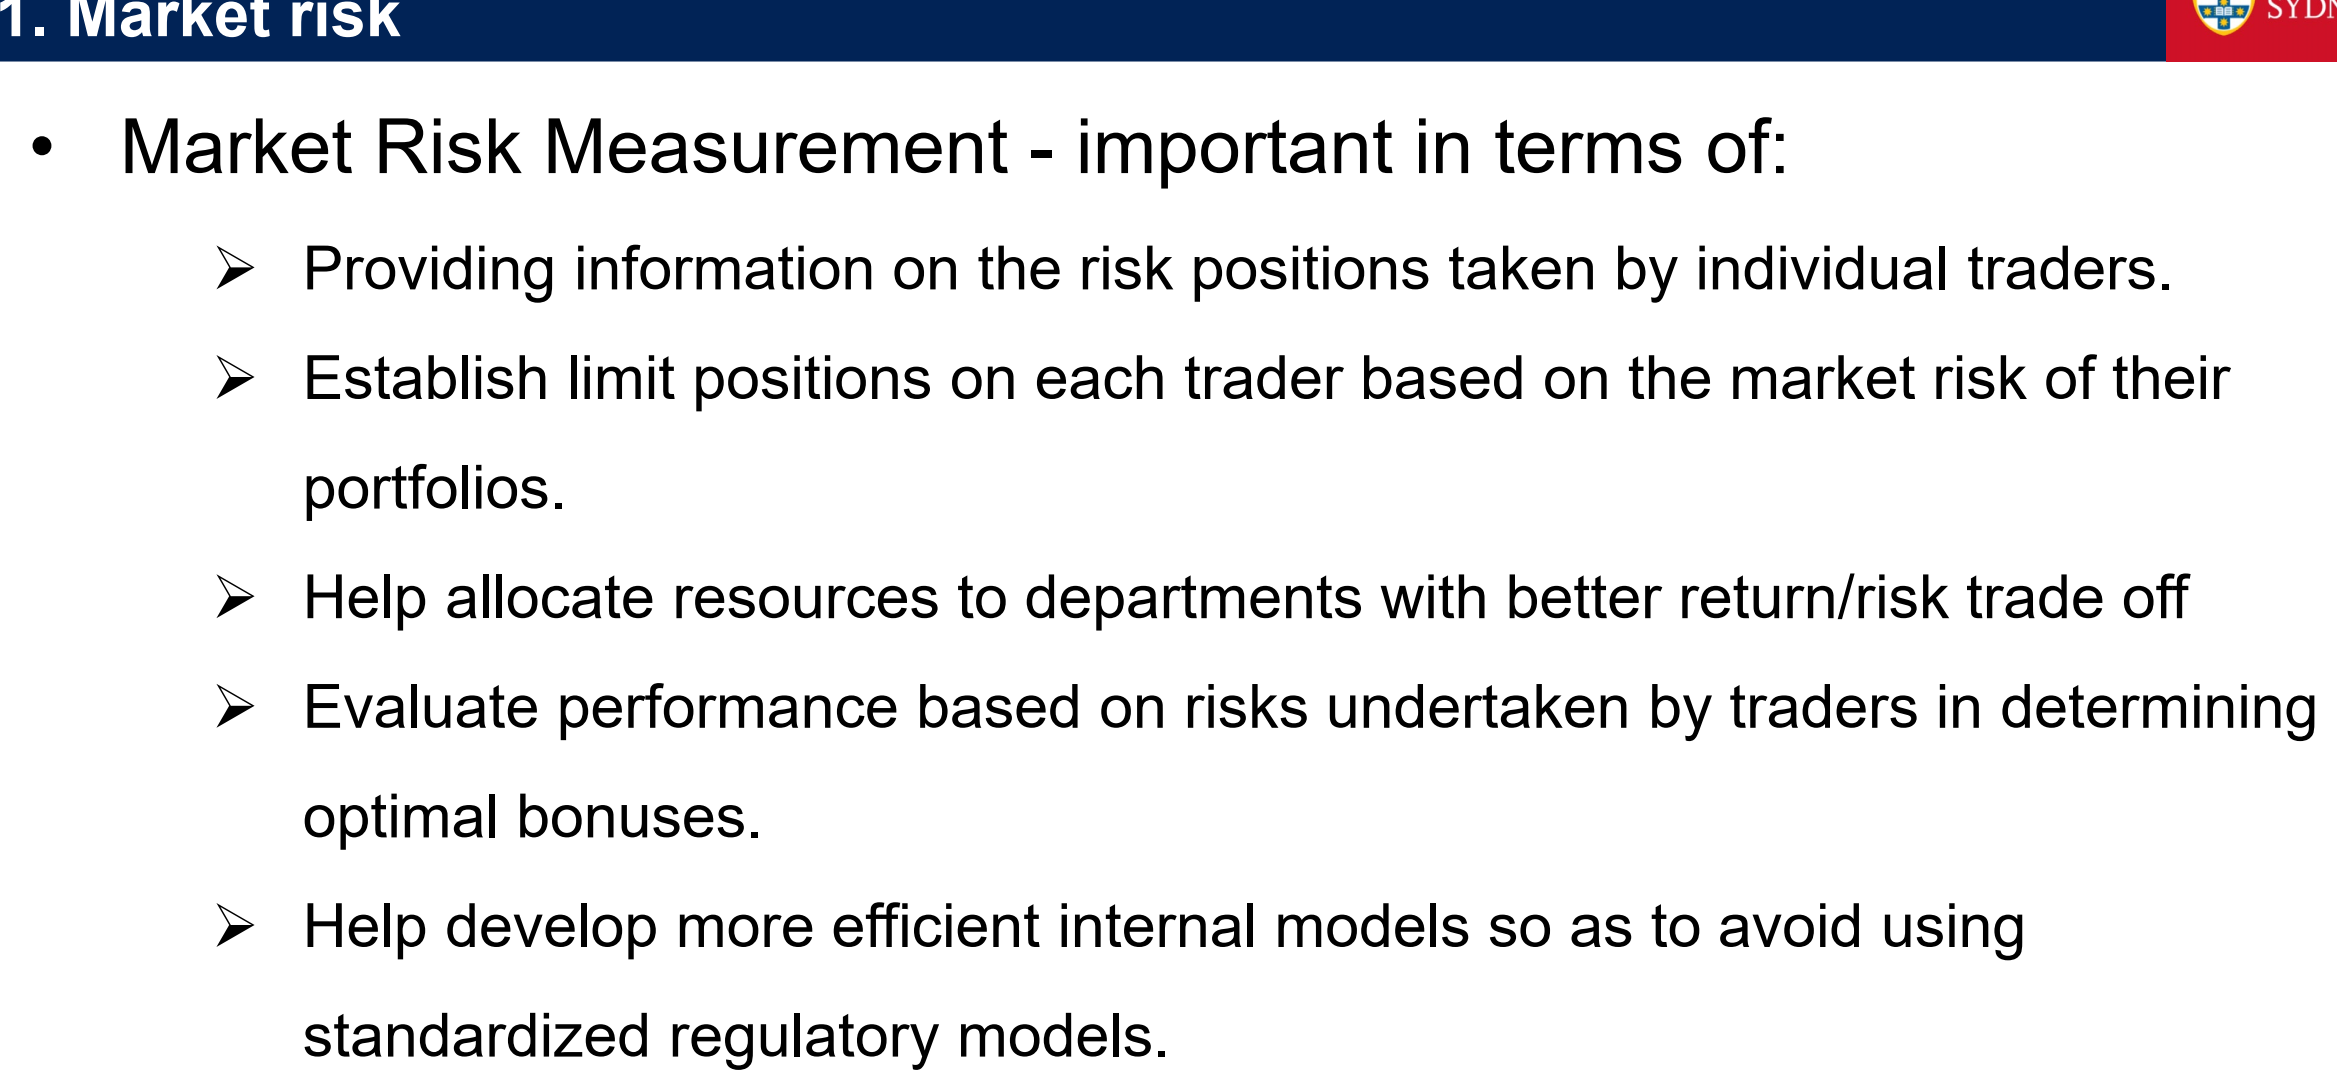 1. Market risk
• Market Risk Measurement - important in terms of:
➢ Providing information on the risk positions taken by individual traders.
➢ Establish limit positions on each trader based on the market risk of their
portfolios.
➢ Help allocate resources to departments with better return/risk trade off
➢ Evaluate performance based on risks undertaken by traders in determining
optimal bonuses.
➢ Help develop more efficient internal models so as to avoid using
standardized regulatory models.